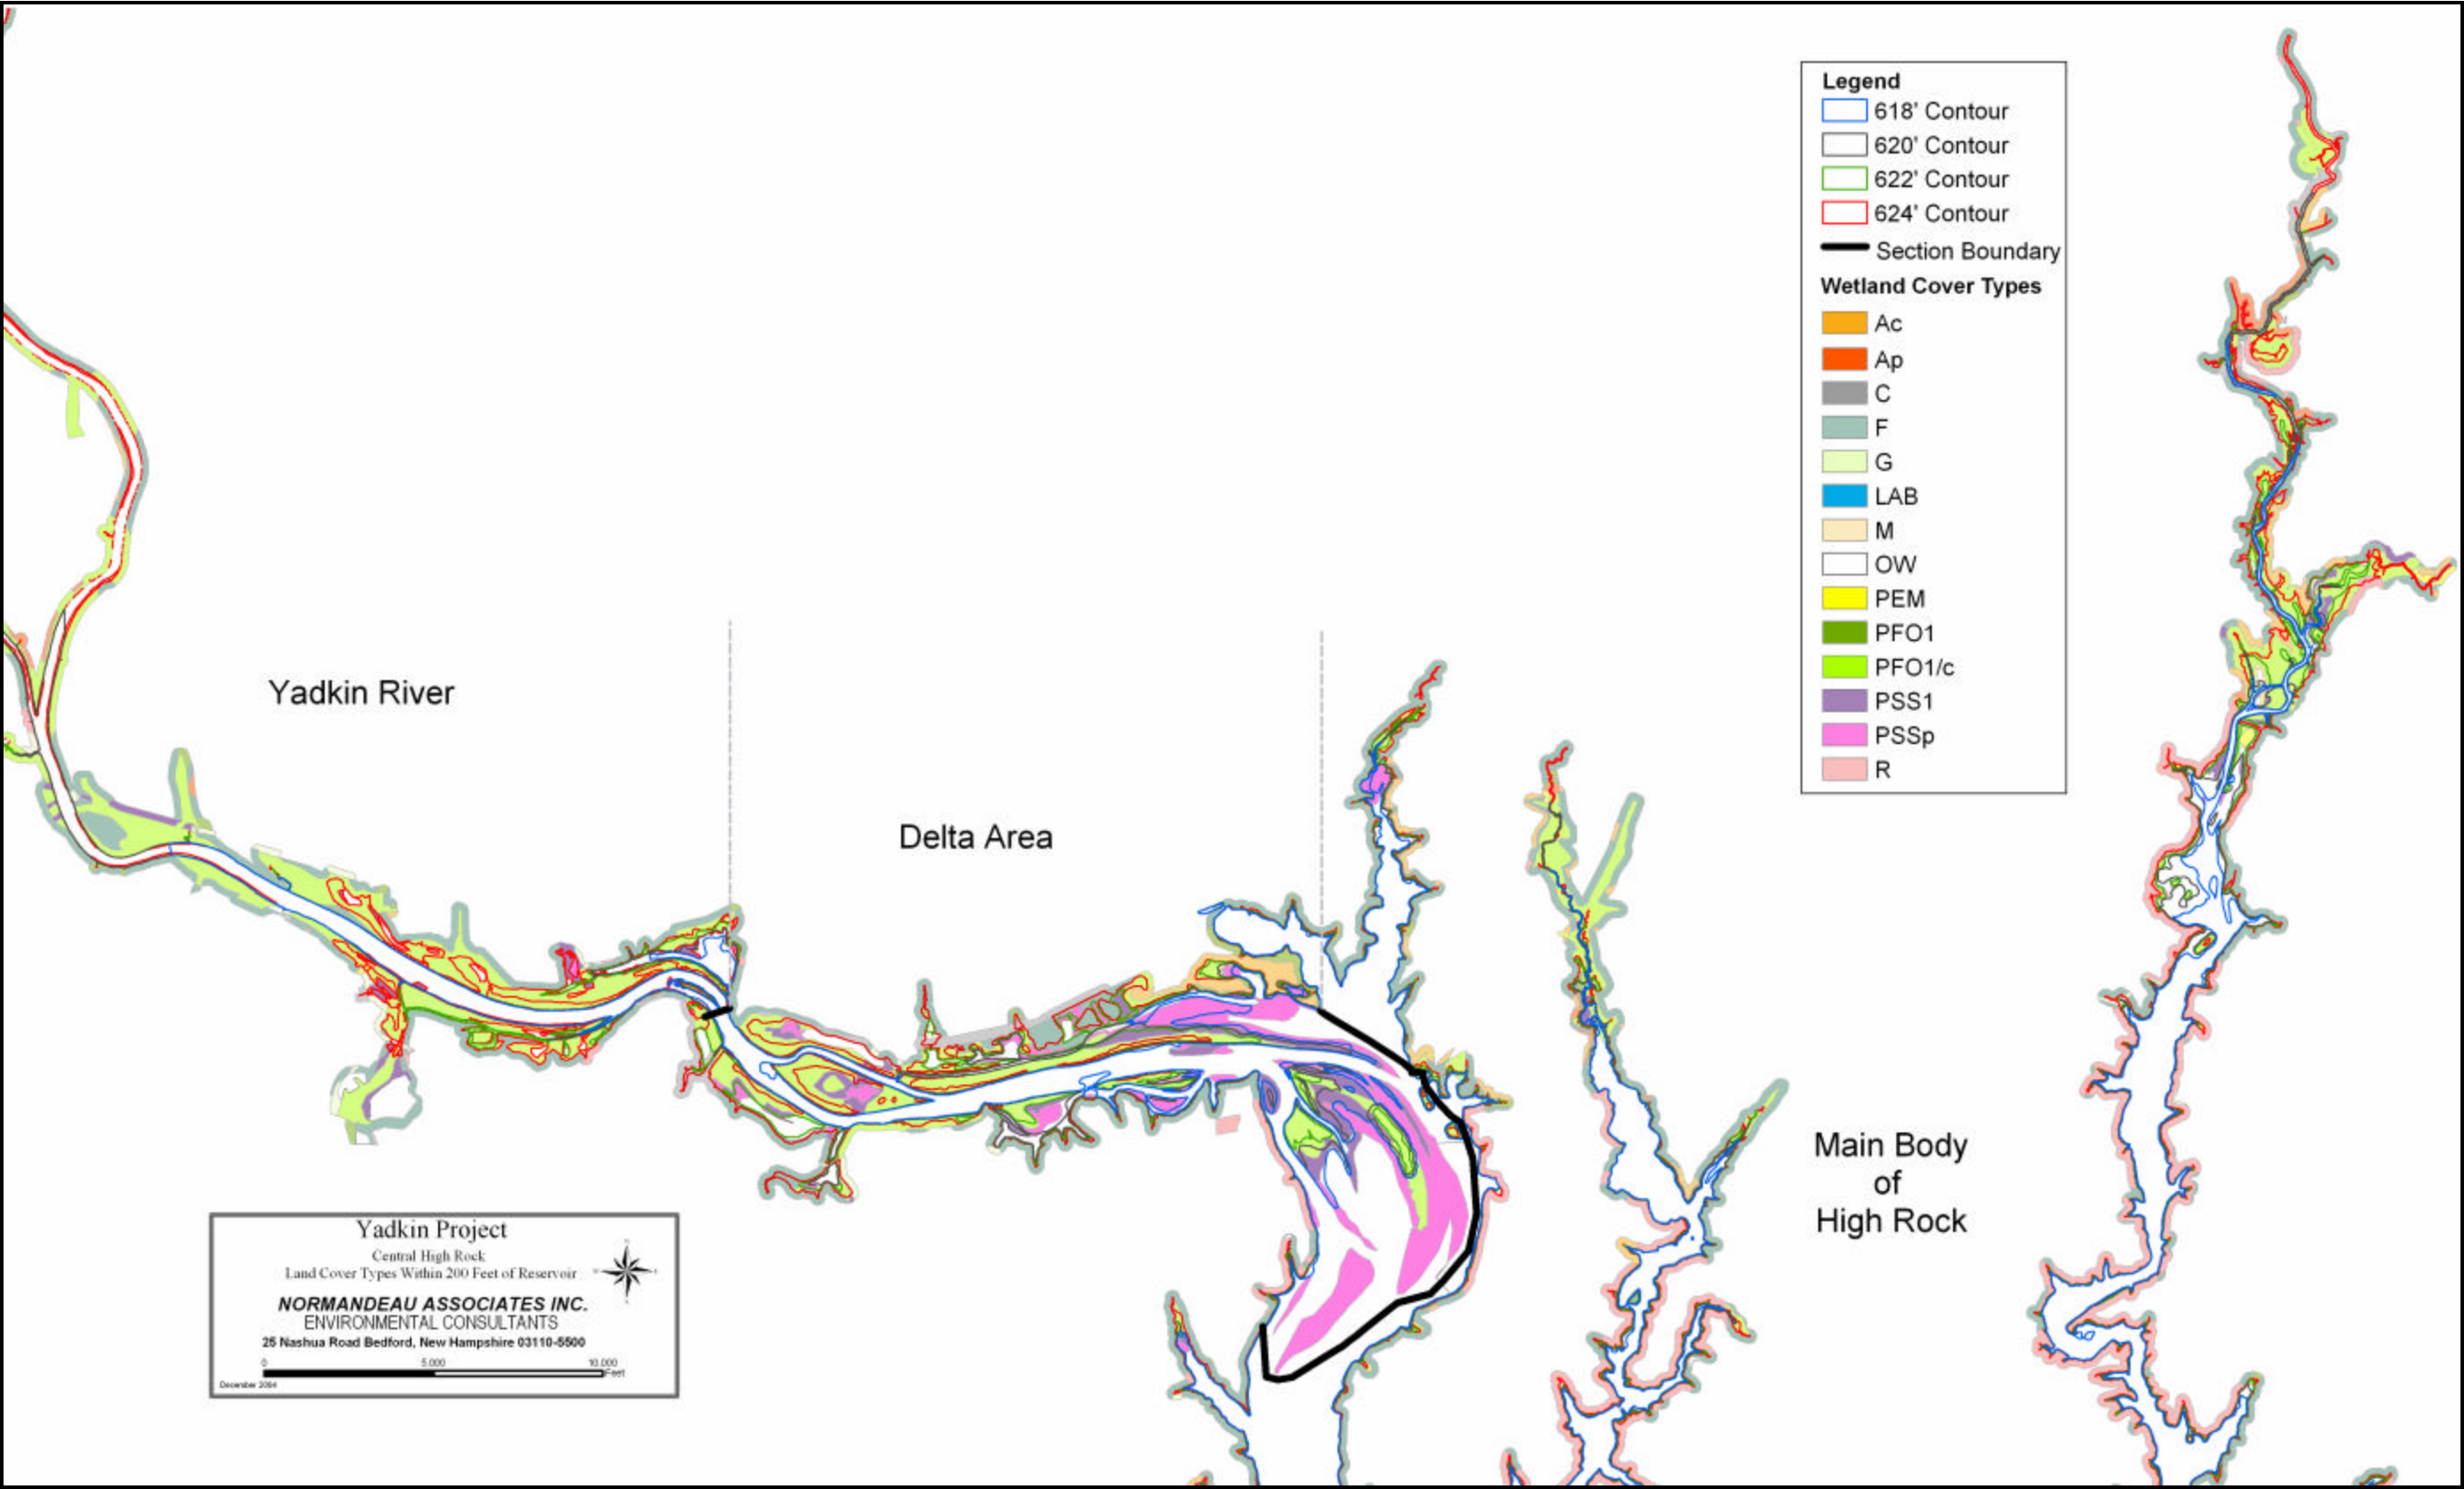 Legend
618' Contour
620' Contour
622' Contour
624' Contour
Section Boundary
Wetland Cover Types
Ac
Ap
C
F
G
LAB
M
OW
PEM
PFO1
PFO1/c
PSS1
PSSp
R
Yadkin River
Delta Area
Main Body
of
High Rock
Yadkin Project
Central High Rock
Land Cover Types Within 200 Feet of Reservoir
NORMANDEAU ASSOCIATES INC.
ENVIRONMENTAL CONSULTANTS
25 Nashua Road Bedford, New Hampshire 03110-5500
0 5,000 10,000
Feet
December 2004